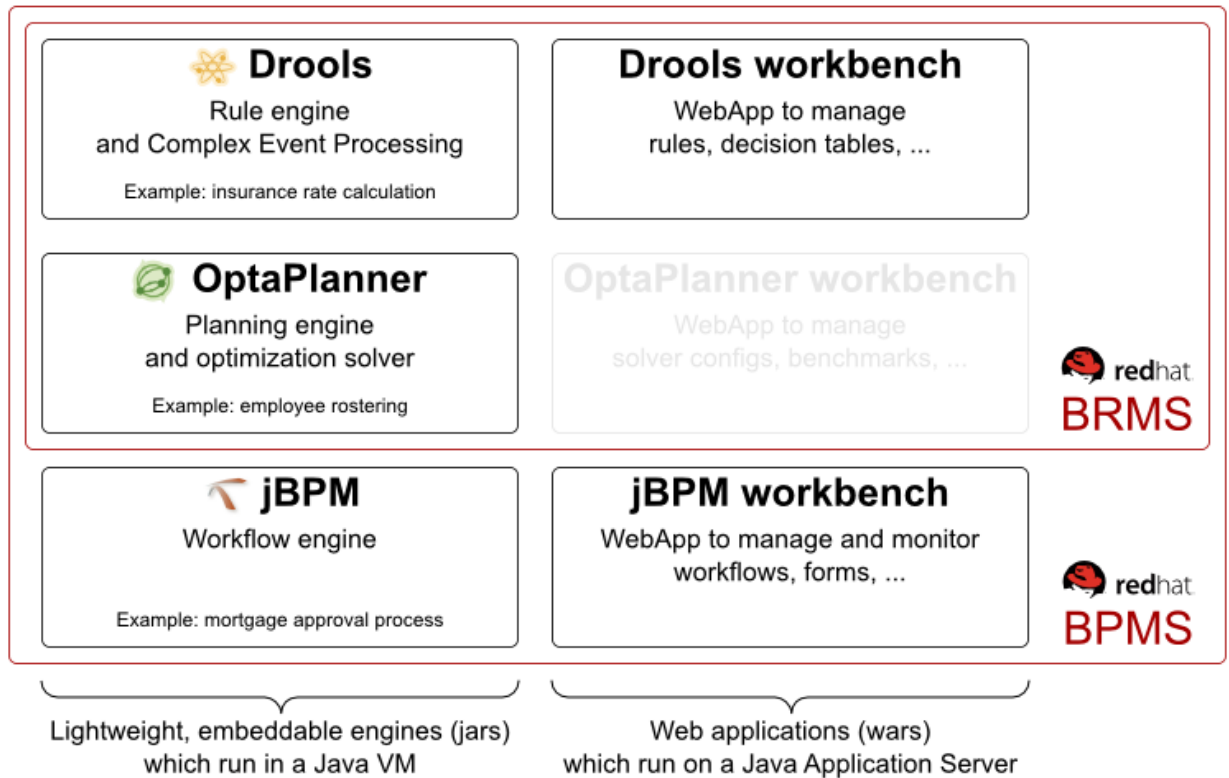 Drools
Rule engine
and Complex Event Processing
Example: insurance rate calculation
Drools workbench
WebApp to manage
rules, decision tables, ...
OptaPlanner
Planning engine
and optimization solver
Example: employee rostering
OptaPlanner workbench
WebApp to manage
solver configs, benchmarks, ...
redhat.
BRMS
jBPM
Workflow engine
Example: mortgage approval process
jBPM workbench
WebApp to manage and monitor
workflows, forms, ...
redhat.
BPMS
Lightweight, embeddable engines (jars)
which run in a Java VM
Web applications (wars)
which run on a Java Application Server